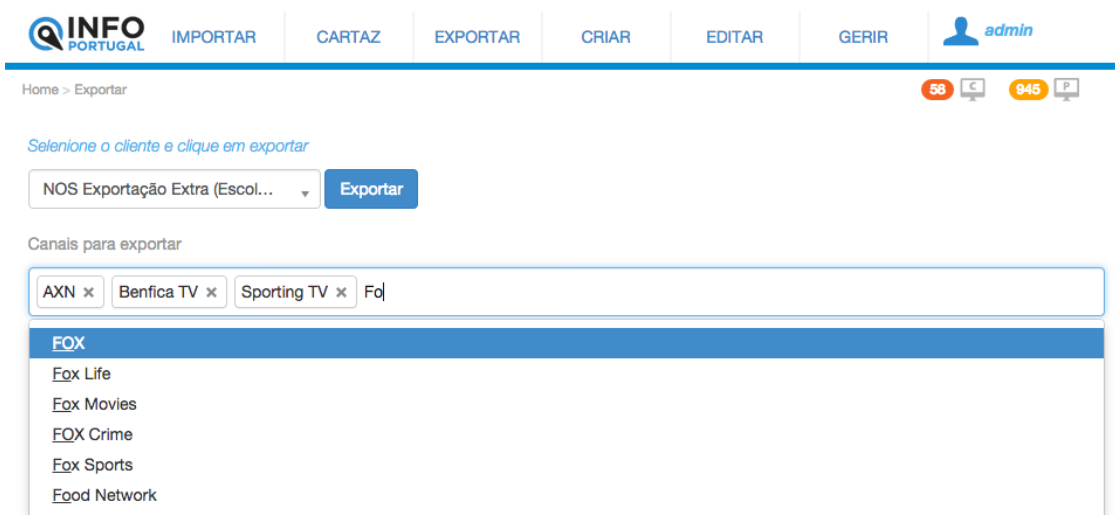 INFO
PORTUGAL
IMPORTAR CARTAZ EXPORTAR CRIAR EDITAR GERIR admin
Home > Exportar 58 C 945 P
Selenione o cliente e clique em exportar
NOS Exportação Extra (Escol... Exportar
Canais para exportar
AXN × Benfica TV × Sporting TV × Fo
FOX
Fox Life
Fox Movies
FOX Crime
Fox Sports
Food Network